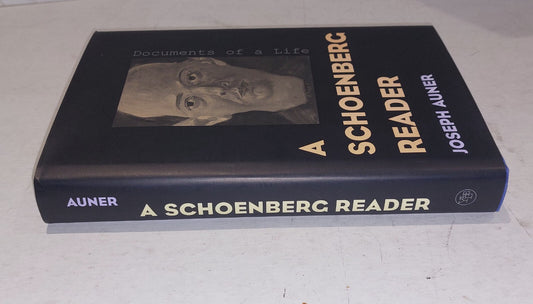 Documents of a Life
A
SCHOENBERG
READER
JOSEPH AUNER
AUNER
A SCHOENBERG READER